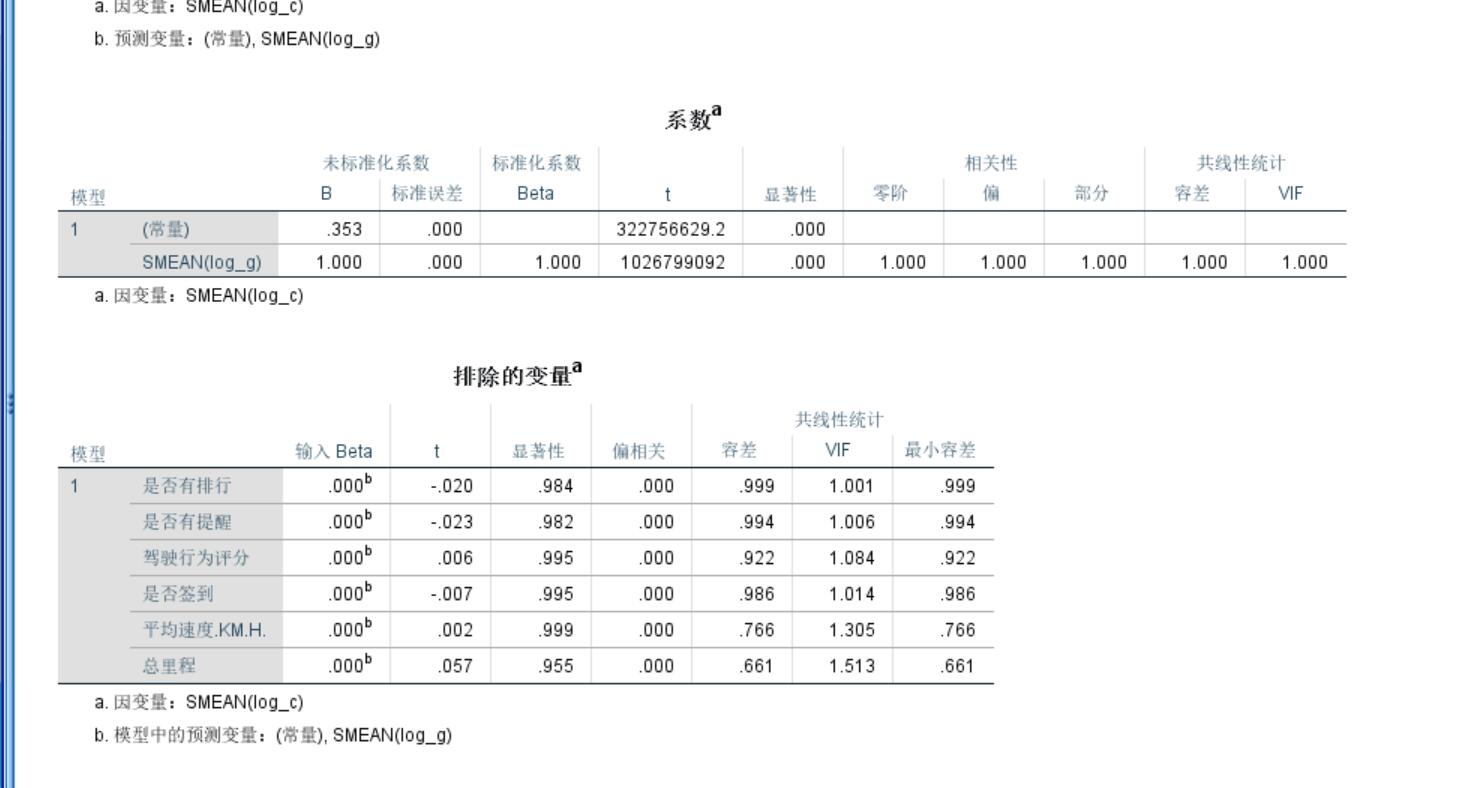 a. 因变量：SMEAN(log_c)
b. 预测变量：(常量), SMEAN(log_g)
系数a
未标准化系数 标准化系数 相关性 共线性统计
模型 B 标准误差 Beta t 显著性 零阶 偏 部分 容差 VIF
1 (常量) .353 .000 322756629.2 .000
SMEAN(log_g) 1.000 .000 1.000 1026799092 .000 1.000 1.000 1.000 1.000 1.000
a. 因变量：SMEAN(log_c)
排除的变量a
共线性统计
模型 输入 Beta t 显著性 偏相关 容差 VIF 最小容差
1 是否有排行 .000b -.020 .984 .000 .999 1.001 .999
是否有提醒 .000b -.023 .982 .000 .994 1.006 .994
驾驶行为评分 .000b .006 .995 .000 .922 1.084 .922
是否签到 .000b -.007 .995 .000 .986 1.014 .986
平均速度.KM.H. .000b .002 .999 .000 .766 1.305 .766
总里程 .000b .057 .955 .000 .661 1.513 .661
a. 因变量：SMEAN(log_c)
b. 模型中的预测变量：(常量), SMEAN(log_g)